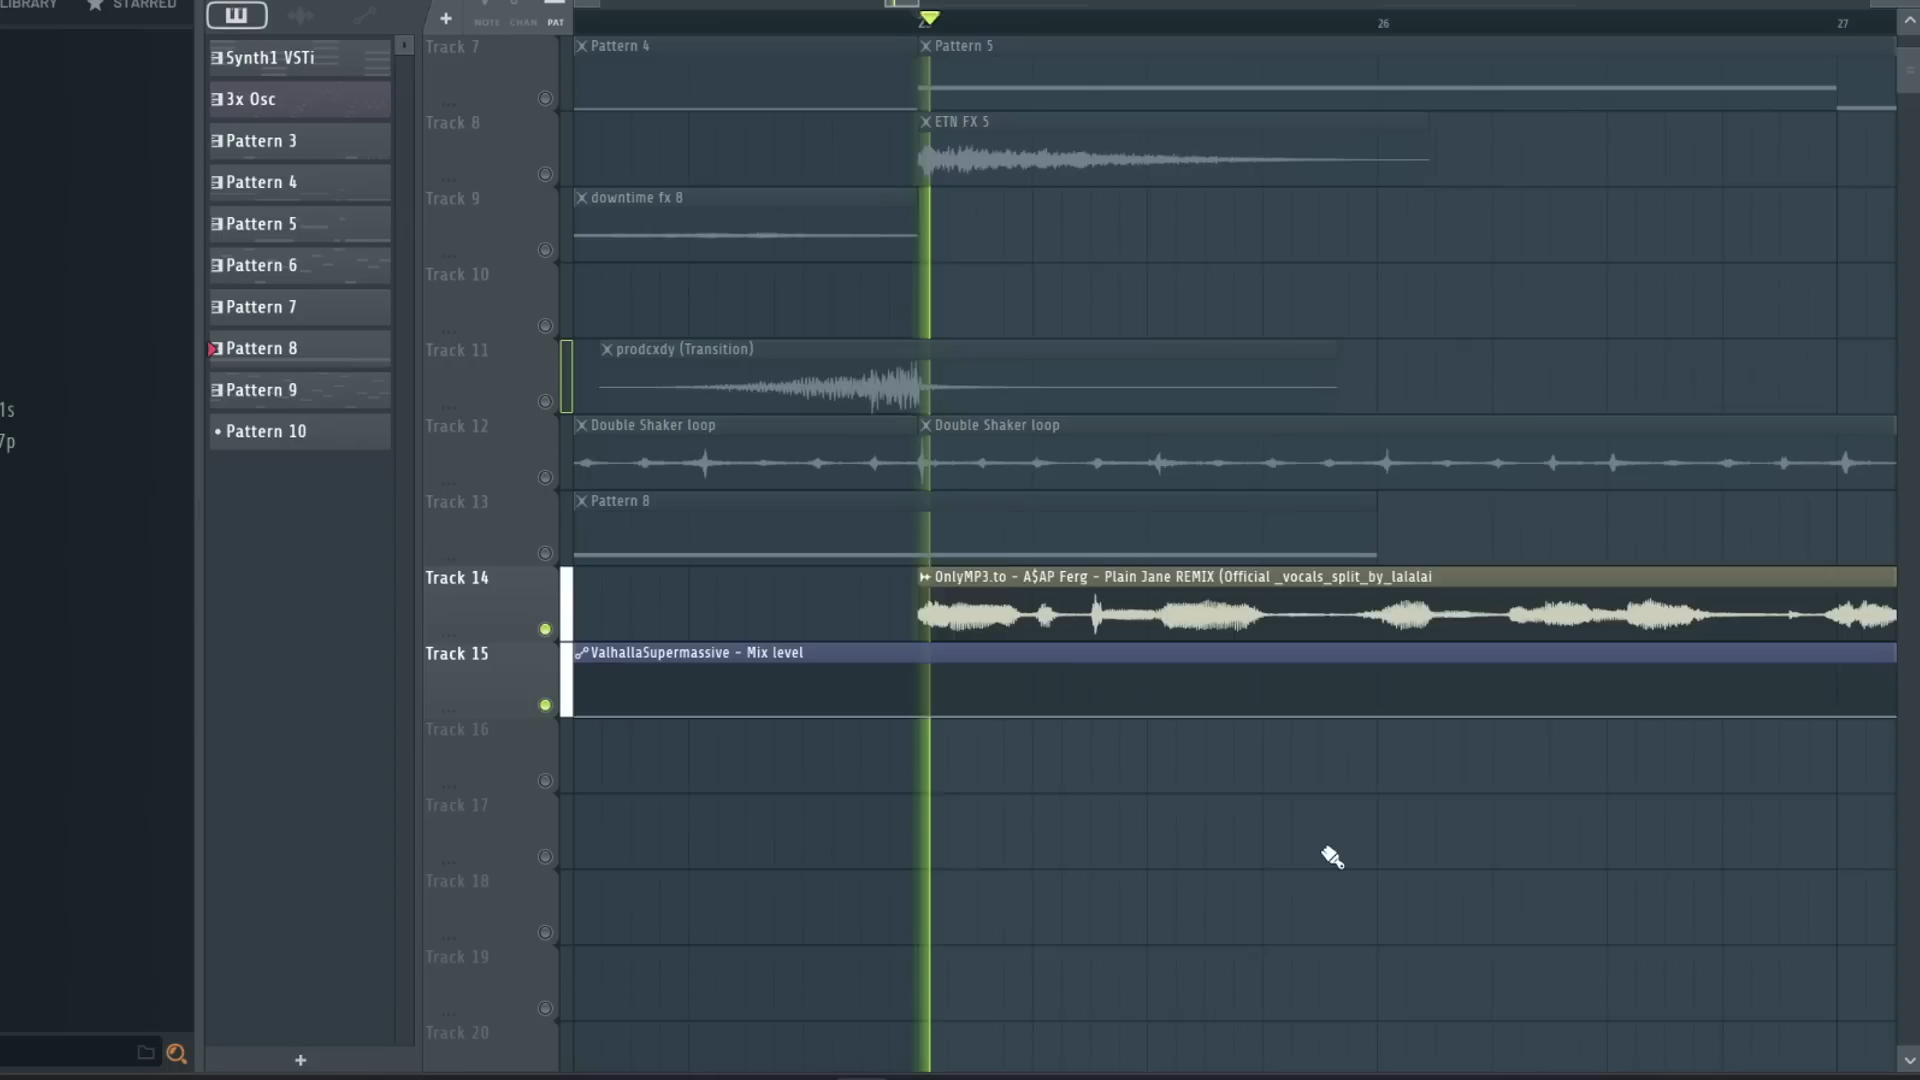 LIBRARY
STARRED
NOTE CHAN PAT
26
27
Synth1 VSTi
3x Osc
Pattern 3
Pattern 4
Pattern 5
Pattern 6
Pattern 7
Pattern 8
Pattern 9
Pattern 10
1s
7p
Track 7
Pattern 4
Pattern 5
Track 8
ETN FX 5
Track 9
downtime fx 8
Track 10
Track 11
prodcxdy (Transition)
Track 12
Double Shaker loop
Double Shaker loop
Track 13
Pattern 8
Track 14
OnlyMP3.to - A$AP Ferg - Plain Jane REMIX (Official _vocals_split_by_lalalai
Track 15
ValhallaSupermassive - Mix level
Track 16
Track 17
Track 18
Track 19
Track 20